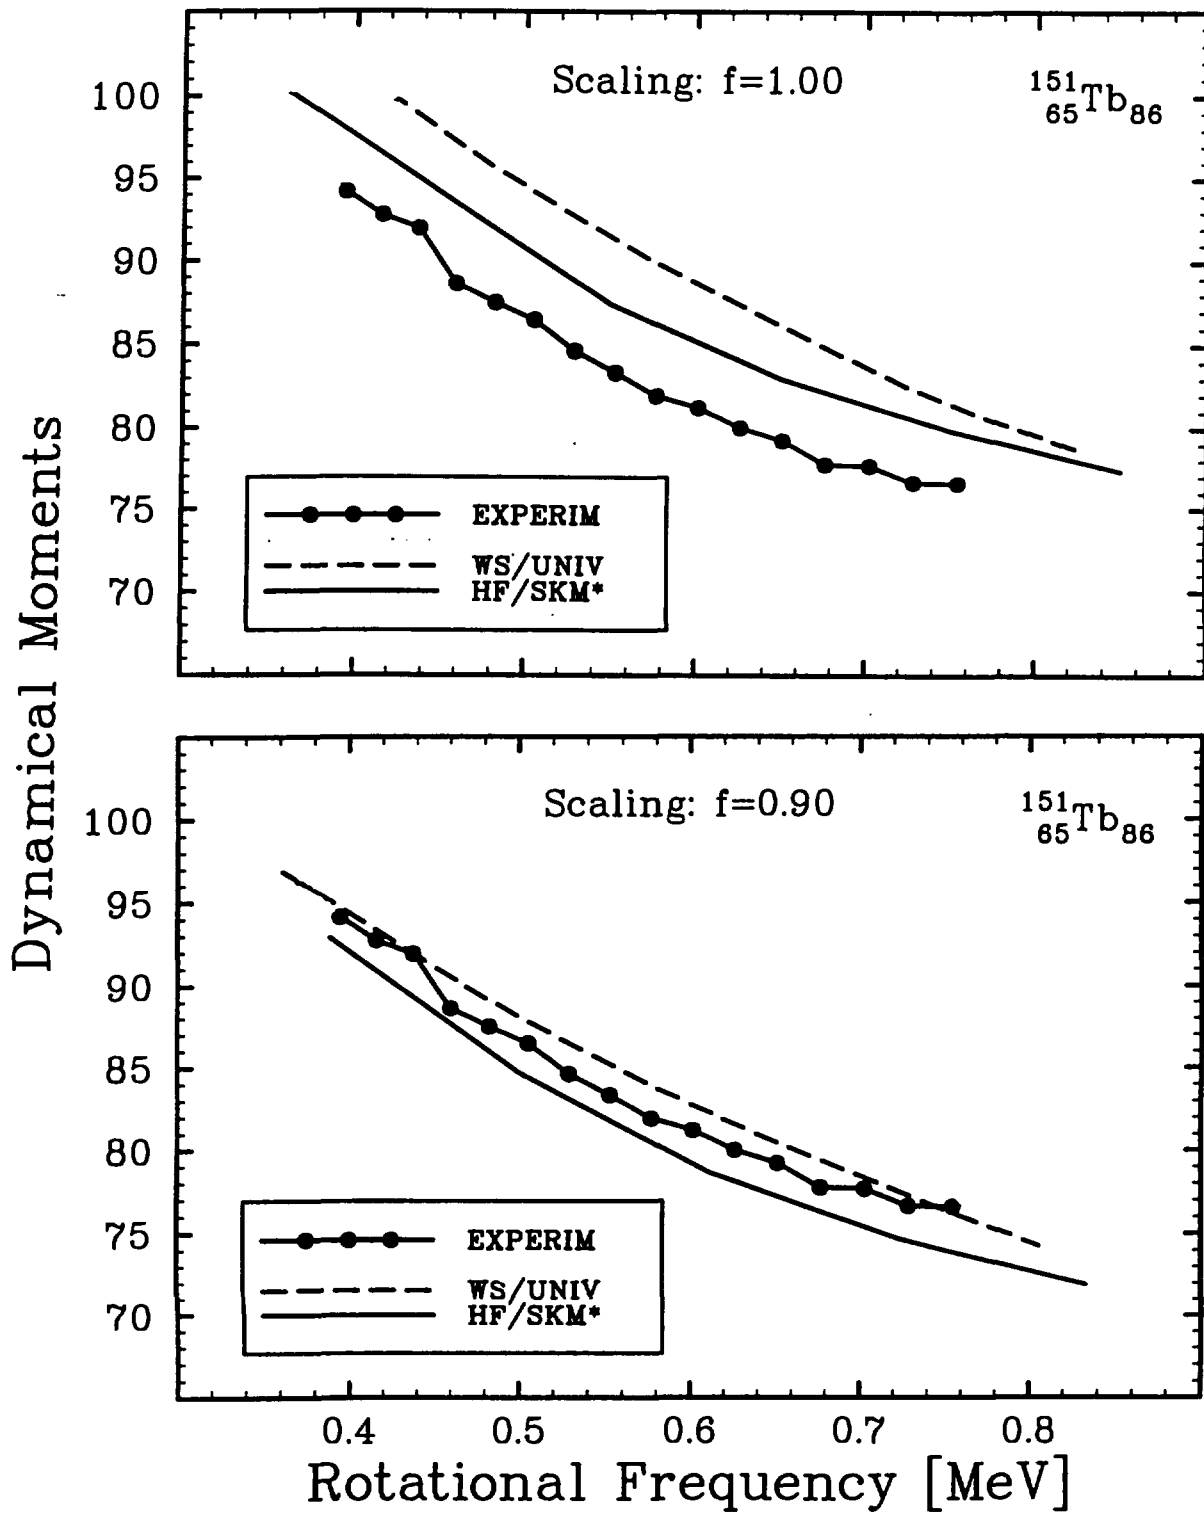 Dynamical Moments
Scaling: f=1.00
151
65Tb86
100
95
90
85
80
75
70
EXPERIM
WS/UNIV
HF/SKM*
Scaling: f=0.90
151
65Tb86
100
95
90
85
80
75
70
EXPERIM
WS/UNIV
HF/SKM*
0.4 0.5 0.6 0.7 0.8
Rotational Frequency [MeV]